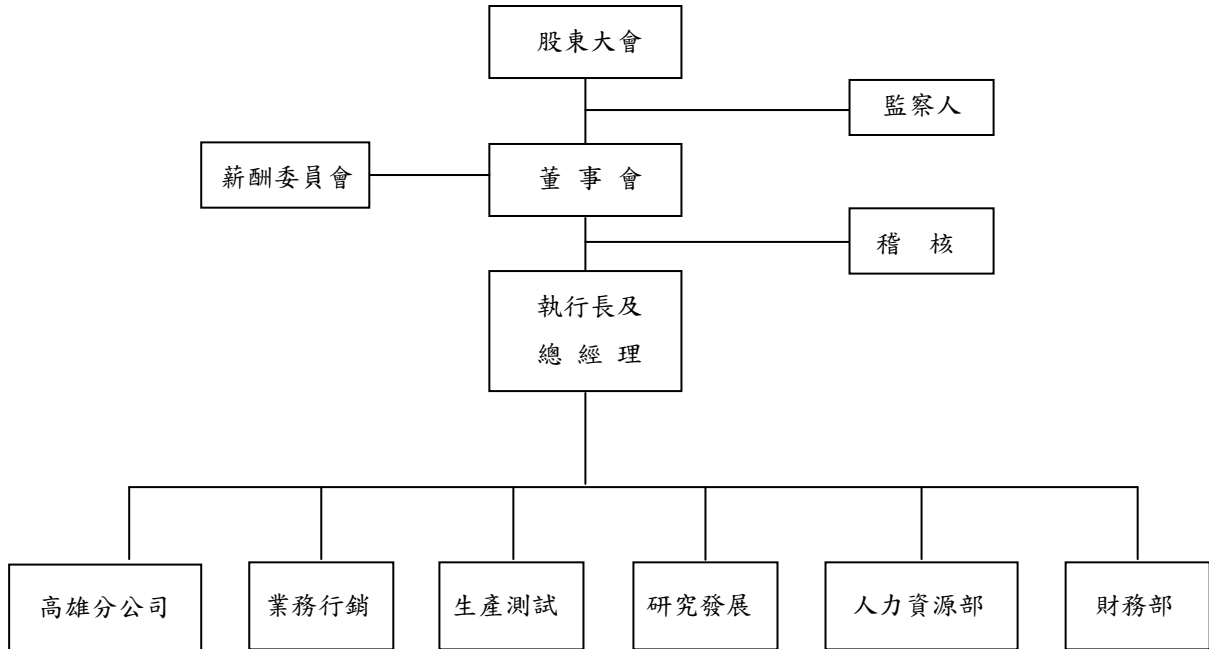 股東大會
監察人
薪酬委員會
董 事 會
稽 核
執行長及
總 經 理
高雄分公司
業務行銷
生產測試
研究發展
人力資源部
財務部